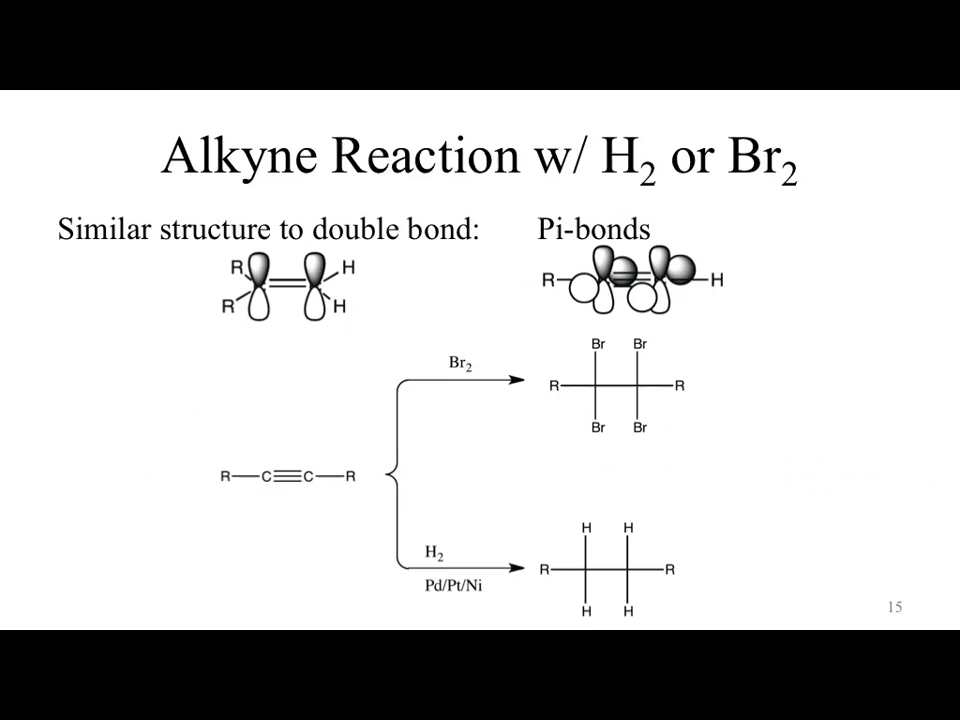 Alkyne Reaction w/ H₂ or Br₂
Similar structure to double bond: Pi-bonds
R H
R H
R H
Br Br
Br₂
R R
Br Br
R C C R
H H
H₂
R R
Pd/Pt/Ni
H H
15